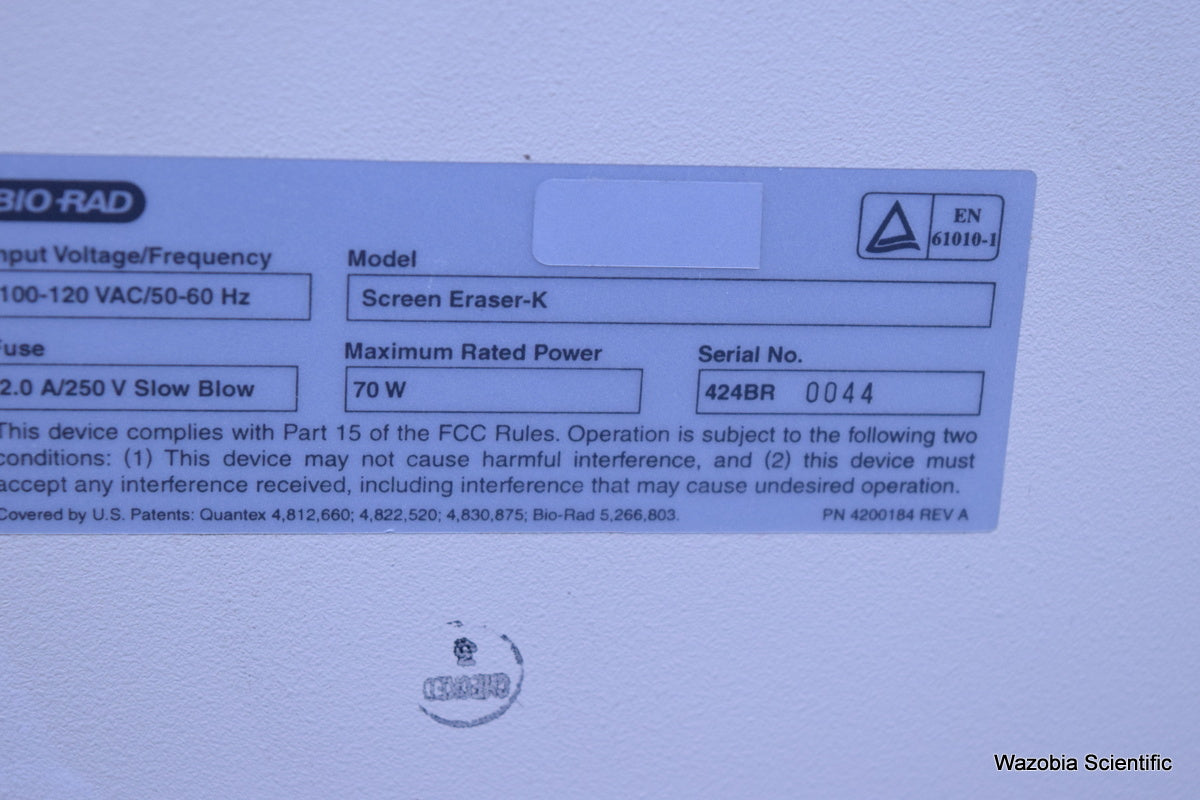 BIO-RAD
EN
61010-1
nput Voltage/Frequency
Model
100-120 VAC/50-60 Hz
Screen Eraser-K
use
Maximum Rated Power
Serial No.
2.0 A/250 V Slow Blow
70 W
424BR 0044
This device complies with Part 15 of the FCC Rules. Operation is subject to the following two
conditions: (1) This device may not cause harmful interference, and (2) this device must
accept any interference received, including interference that may cause undesired operation.
Covered by U.S. Patents: Quantex 4,812,660; 4,822,520; 4,830,875; Bio-Rad 5,266,803.
PN 4200184 REV A
Wazobia Scientific